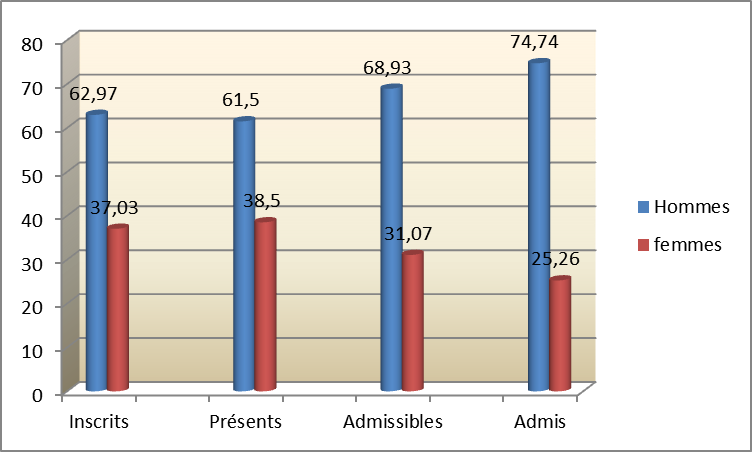 80
70
60
50
40
30
20
10
0
62,97
37,03
61,5
38,5
68,93
31,07
74,74
25,26
Inscrits
Présents
Admissibles
Admis
Hommes
femmes